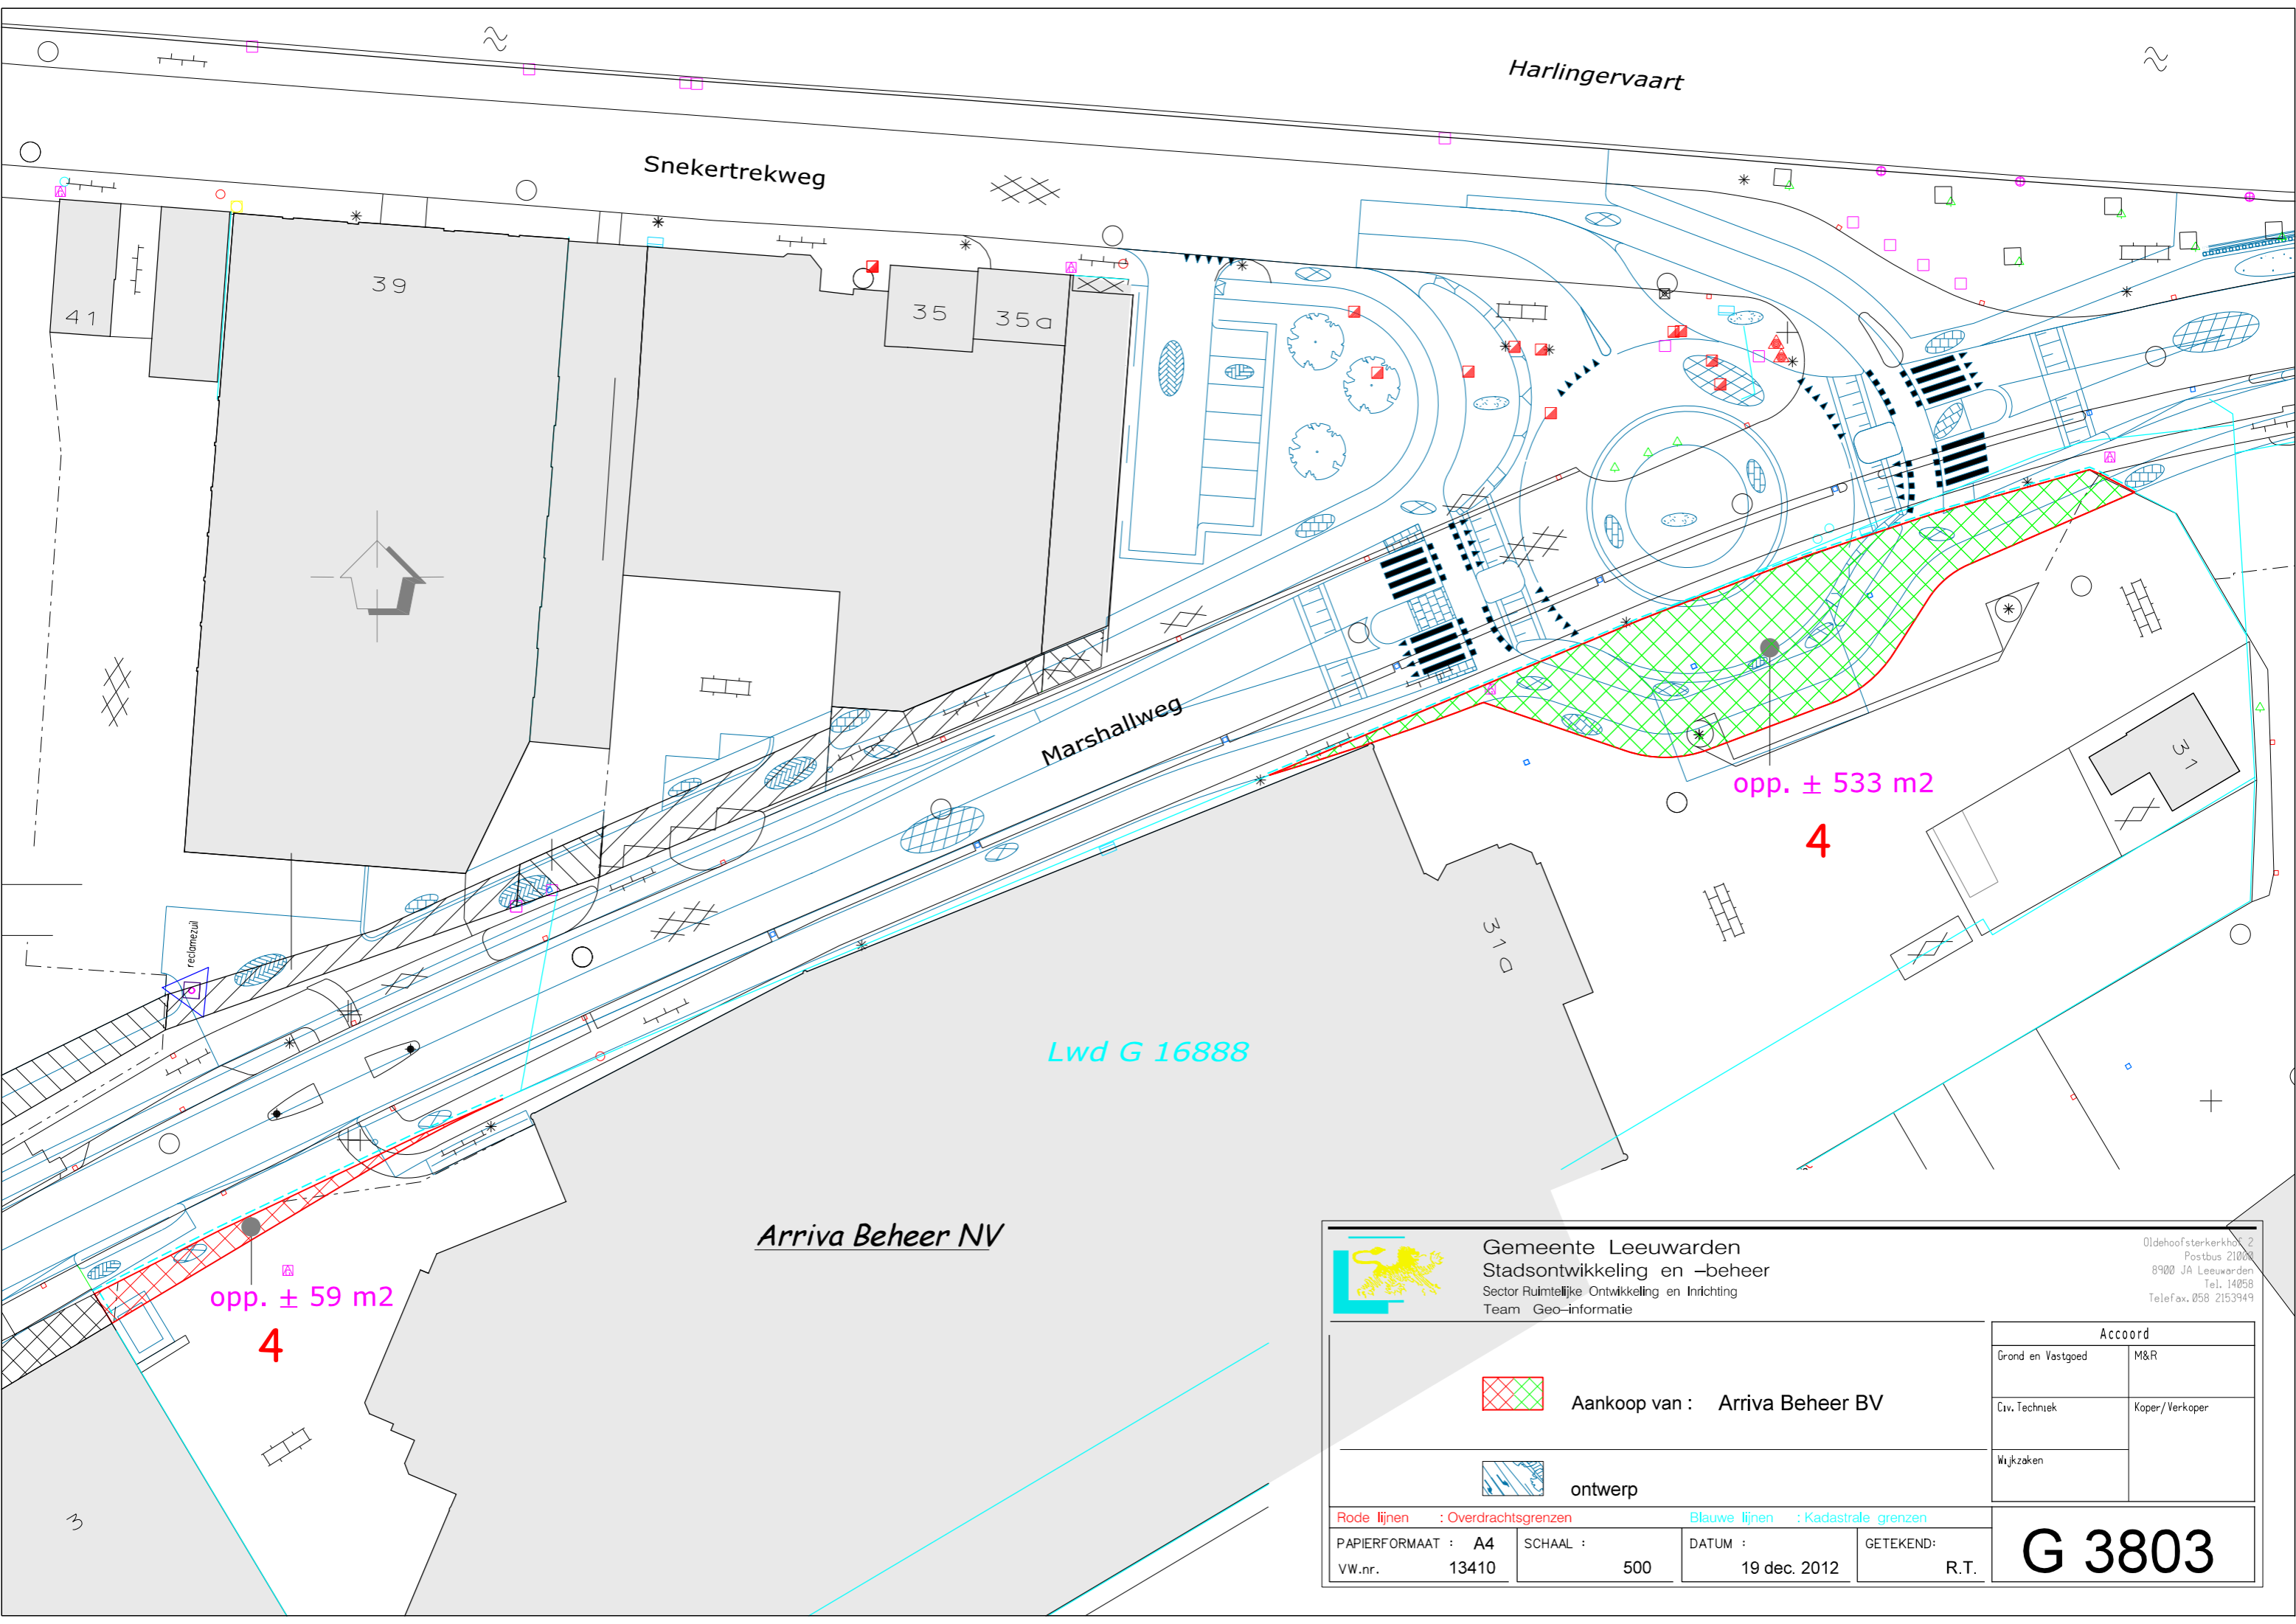 Harlingervaart
Snekertrekweg
39
41
35
35a
Marshallweg
opp. ± 533 m2
4
31
31a
reclamezuil
Lwd G 16888
Arriva Beheer NV
opp. ± 59 m2
4
3
Gemeente Leeuwarden
Stadsontwikkeling en -beheer
Sector Ruimtelijke Ontwikkeling en Inrichting
Team Geo-informatie
Oldehoofsterkerkhof 2
Postbus 21000
8900 JA Leeuwarden
Tel. 14058
Telefax. 058 2153949
Accoord
Grond en Vastgoed
M&R
Civ. Techniek
Koper/Verkoper
Wijkzaken
Aankoop van : Arriva Beheer BV
ontwerp
Rode lijnen : Overdrachtsgrenzen
Blauwe lijnen : Kadastrale grenzen
PAPIERFORMAAT : A4
VW.nr. 13410
SCHAAL :
500
DATUM :
19 dec. 2012
GETEKEND:
R.T.
G 3803